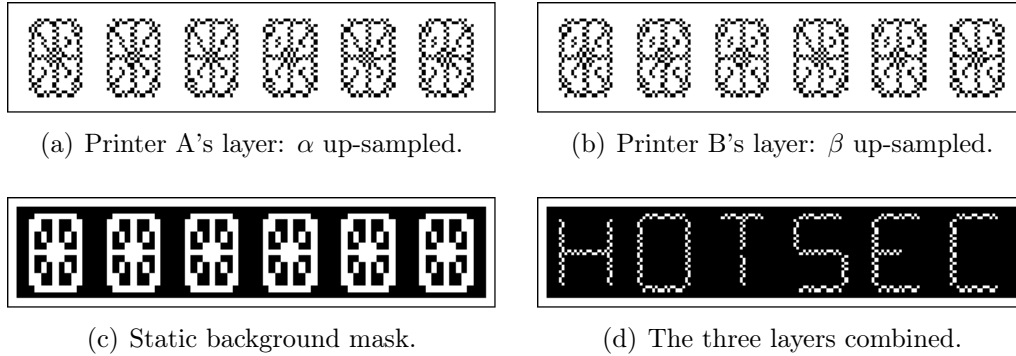 (a) Printer A's layer: α up-sampled.
(b) Printer B's layer: β up-sampled.
HOTSEC
(c) Static background mask.
(d) The three layers combined.